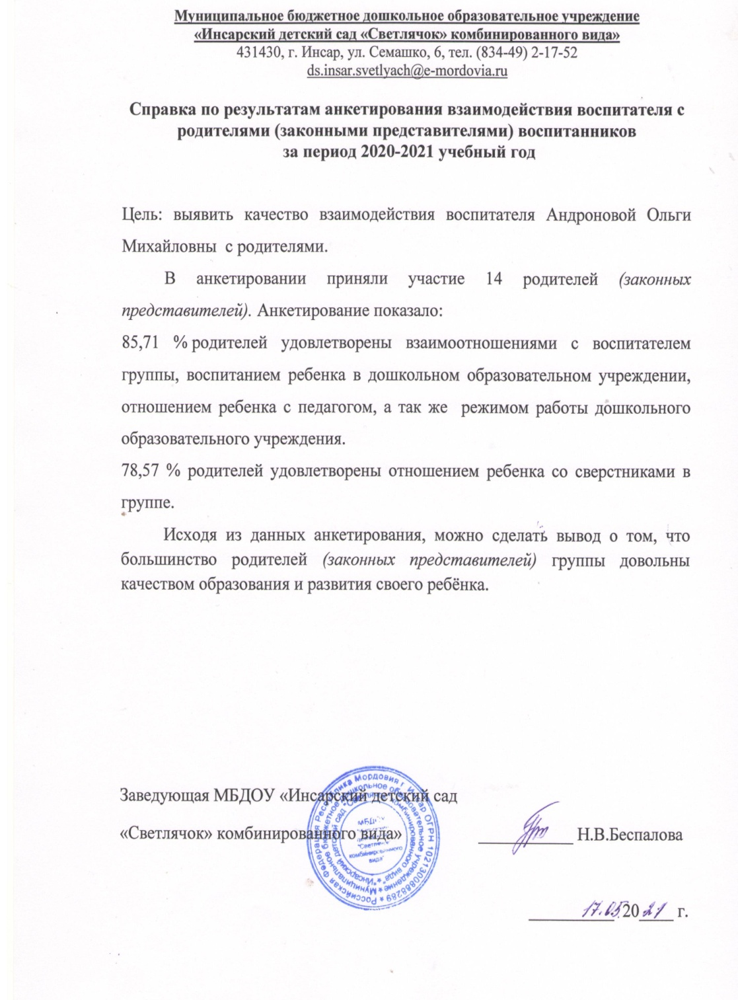 Муниципальное бюджетное дошкольное образовательное учреждение
«Инсарский детский сад «Светлячок» комбинированного вида»
431430, г. Инсар, ул. Семашко, 6, тел. (834-49) 2-17-52
ds.insar.svetlyach@e-mordovia.ru
Справка по результатам анкетирования взаимодействия воспитателя с
родителями (законными представителями) воспитанников
за период 2020-2021 учебный год
Цель: выявить качество взаимодействия воспитателя Андроновой Ольги
Михайловны с родителями.
В анкетировании приняли участие 14 родителей (законных
представителей). Анкетирование показало:
85,71 % родителей удовлетворены взаимоотношениями с воспитателем
группы, воспитанием ребенка в дошкольном образовательном учреждении,
отношением ребенка с педагогом, а так же режимом работы дошкольного
образовательного учреждения.
78,57 % родителей удовлетворены отношением ребенка со сверстниками в
группе.
Исходя из данных анкетирования, можно сделать вывод о том, что
большинство родителей (законных представителей) группы довольны
качеством образования и развития своего ребёнка.
Заведующая МБДОУ «Инсарский детский сад
«Светлячок» комбинированного вида» Н.В.Беспалова
17.05 2021 г.
Российская Федерация Республика Мордовия г. Инсар ОГРН 1021300888289
Муниципальное бюджетное дошкольное образовательное учреждение
"Инсарский детский сад "Светлячок" комбинированного вида"
МБДОУ
"Светлячок"
комбинированного
вида"